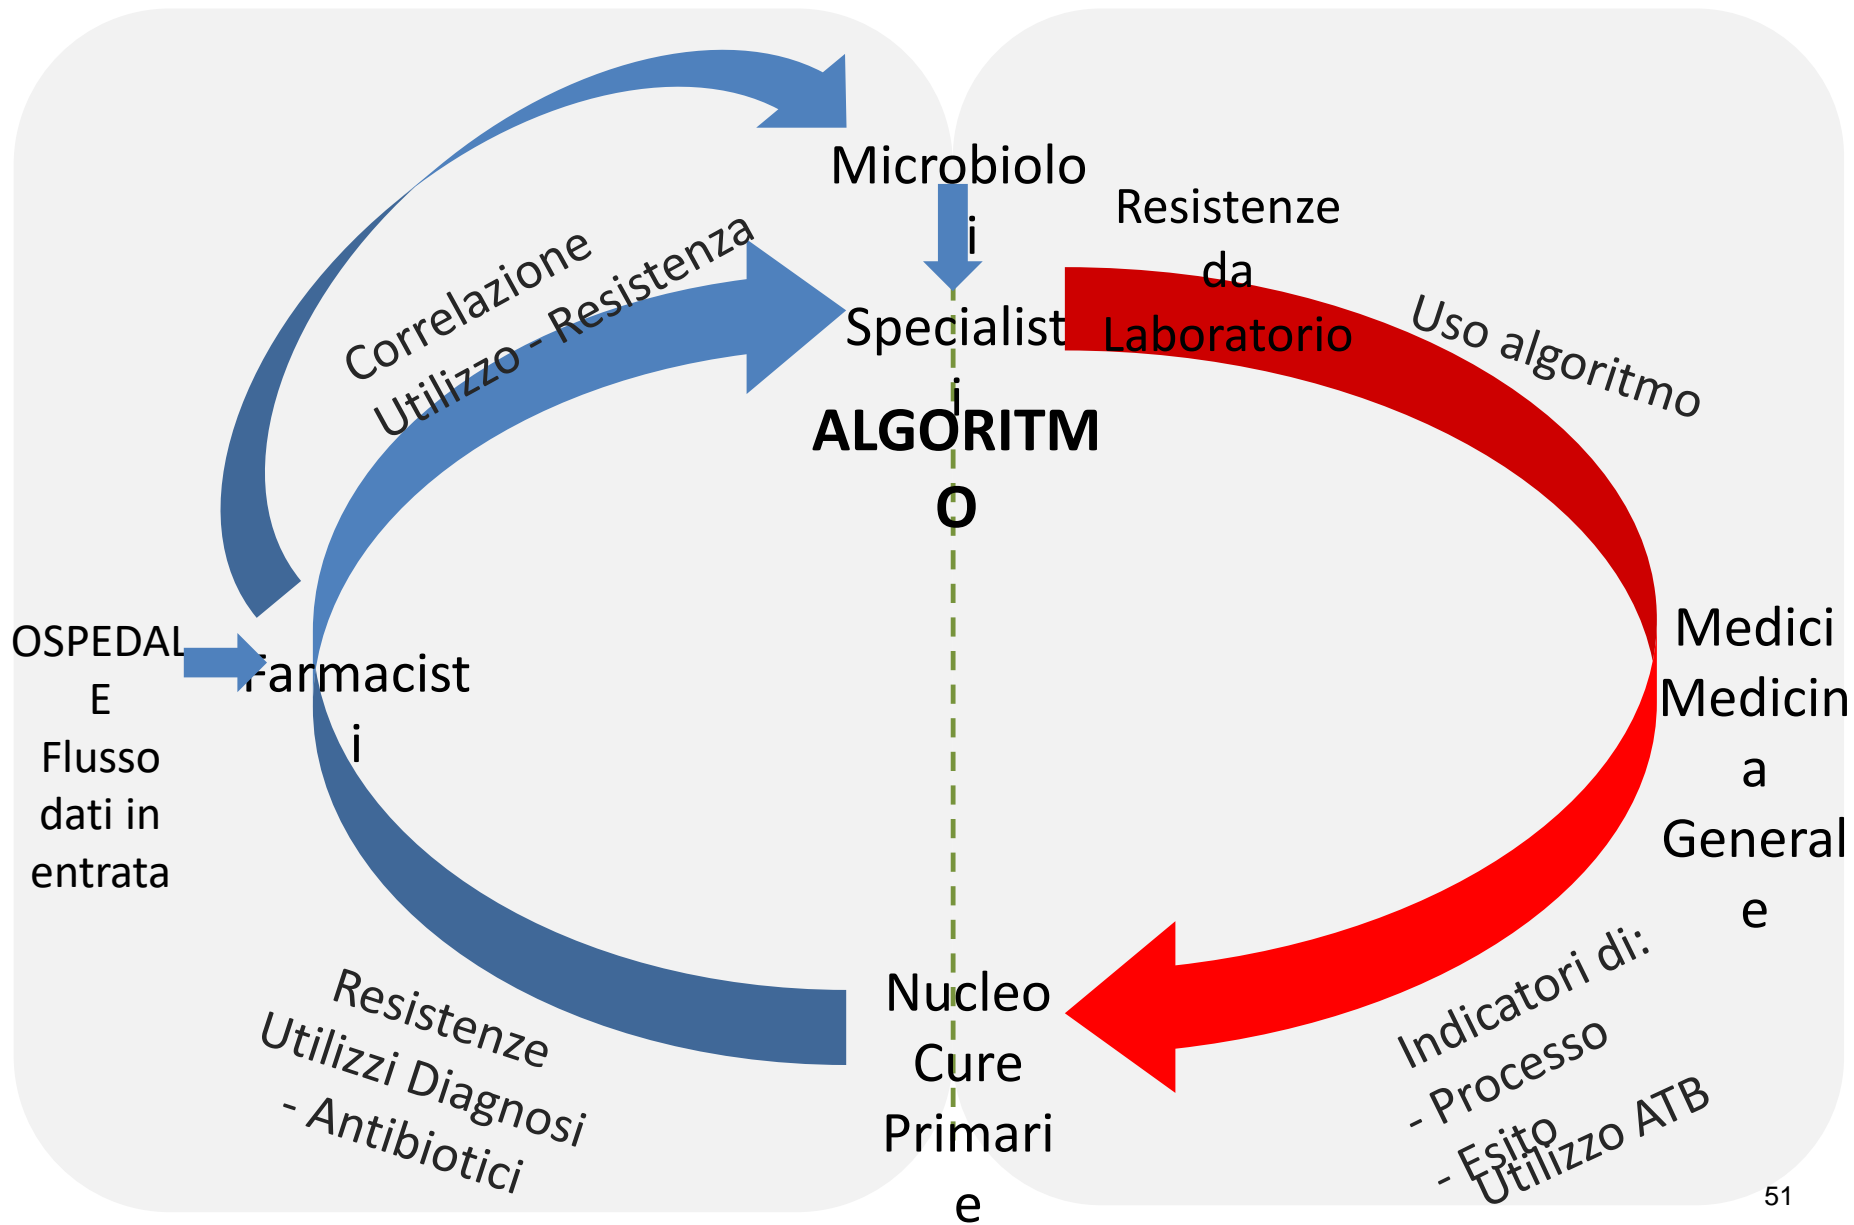 Microbiolo
i
Resistenze
da
Laboratorio
Correlazione
Utilizzo - Resistenza
Specialist
i
ALGORITM
O
Uso algoritmo
OSPEDAL
E
Flusso
dati in
entrata
Farmacist
i
Medici
Medicin
a
General
e
Nucleo
Cure
Primari
e
Resistenze
Utilizzi Diagnosi
- Antibiotici
Indicatori di:
- Processo
- Esito
Utilizzo ATB
51